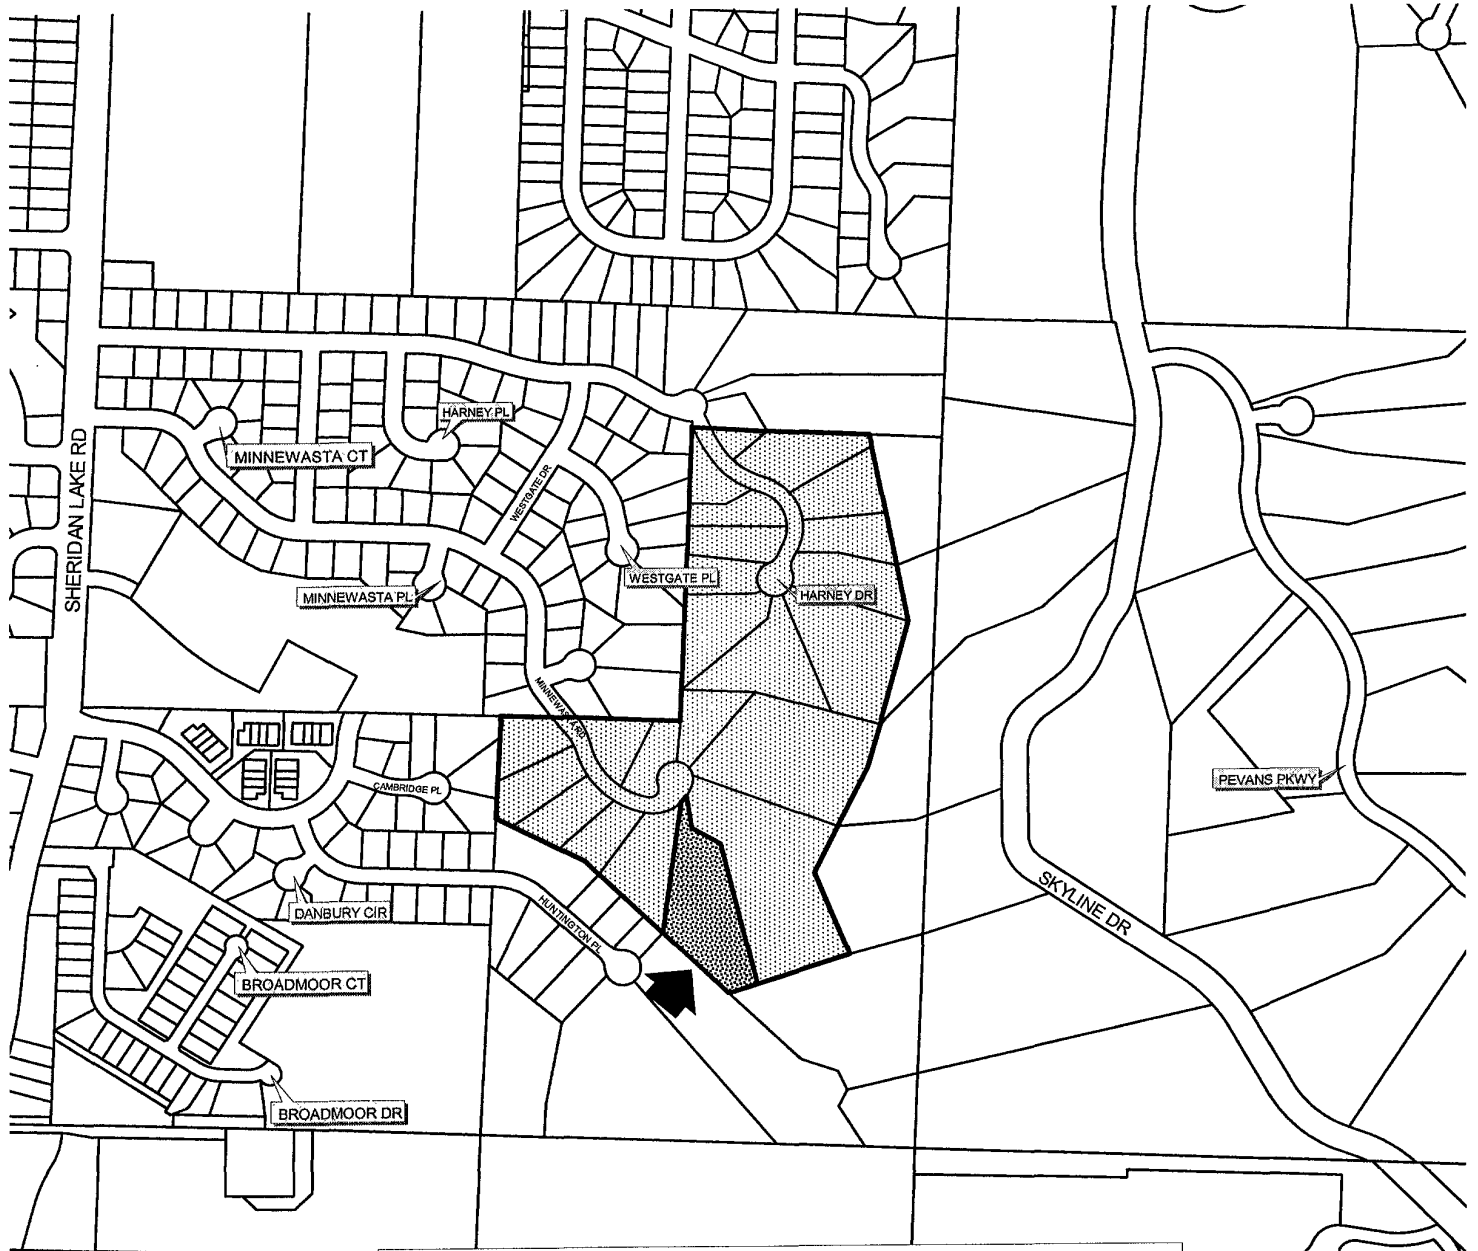 HARNEY PL
MINNEWASTA CT
SHERIDAN LAKE RD
WESTGATE DR
WESTGATE PL
MINNEWASTA PL
HARNEY DR
MINNEWASTA RD
CAMBRIDGE PL
PEVANS PKWY
SKYLINE DR
DANBURY CIR
HUNTINGTON PL
BROADMOOR CT
BROADMOOR DR